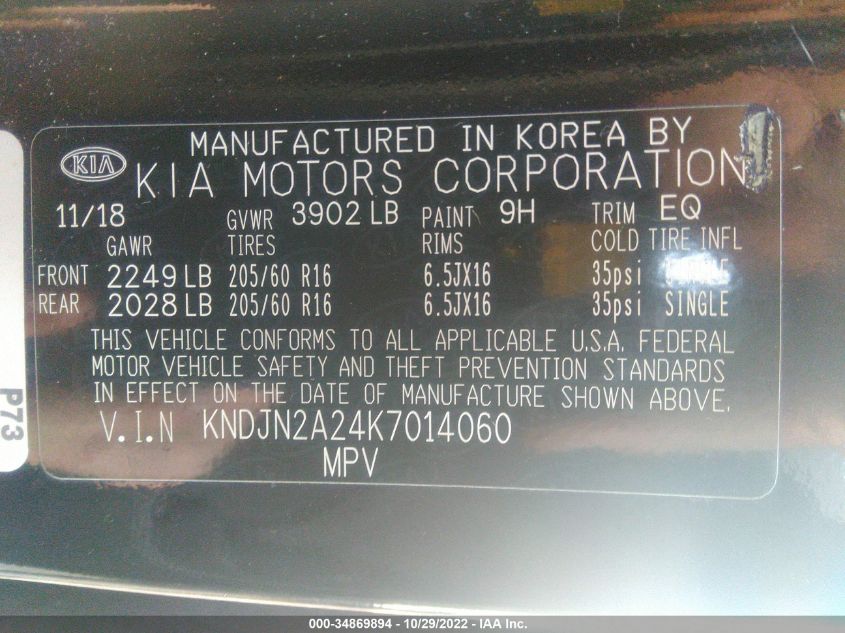 MANUFACTURED IN KOREA BY
KIA KIA MOTORS CORPORATION
11/18 GVWR 3902 LB PAINT 9H TRIM EQ
GAWR TIRES RIMS COLD TIRE INFL
FRONT 2249 LB 205/60 R16 6.5JX16 35psi
REAR 2028 LB 205/60 R16 6.5JX16 35psi SINGLE
THIS VEHICLE CONFORMS TO ALL APPLICABLE U.S.A. FEDERAL
MOTOR VEHICLE SAFETY AND THEFT PREVENTION STANDARDS
IN EFFECT ON THE DATE OF MANUFACTURE SHOWN ABOVE.
V.I.N KNDJN2A24K7014060
MPV
P73
000-34869894 - 10/29/2022 - IAA Inc.